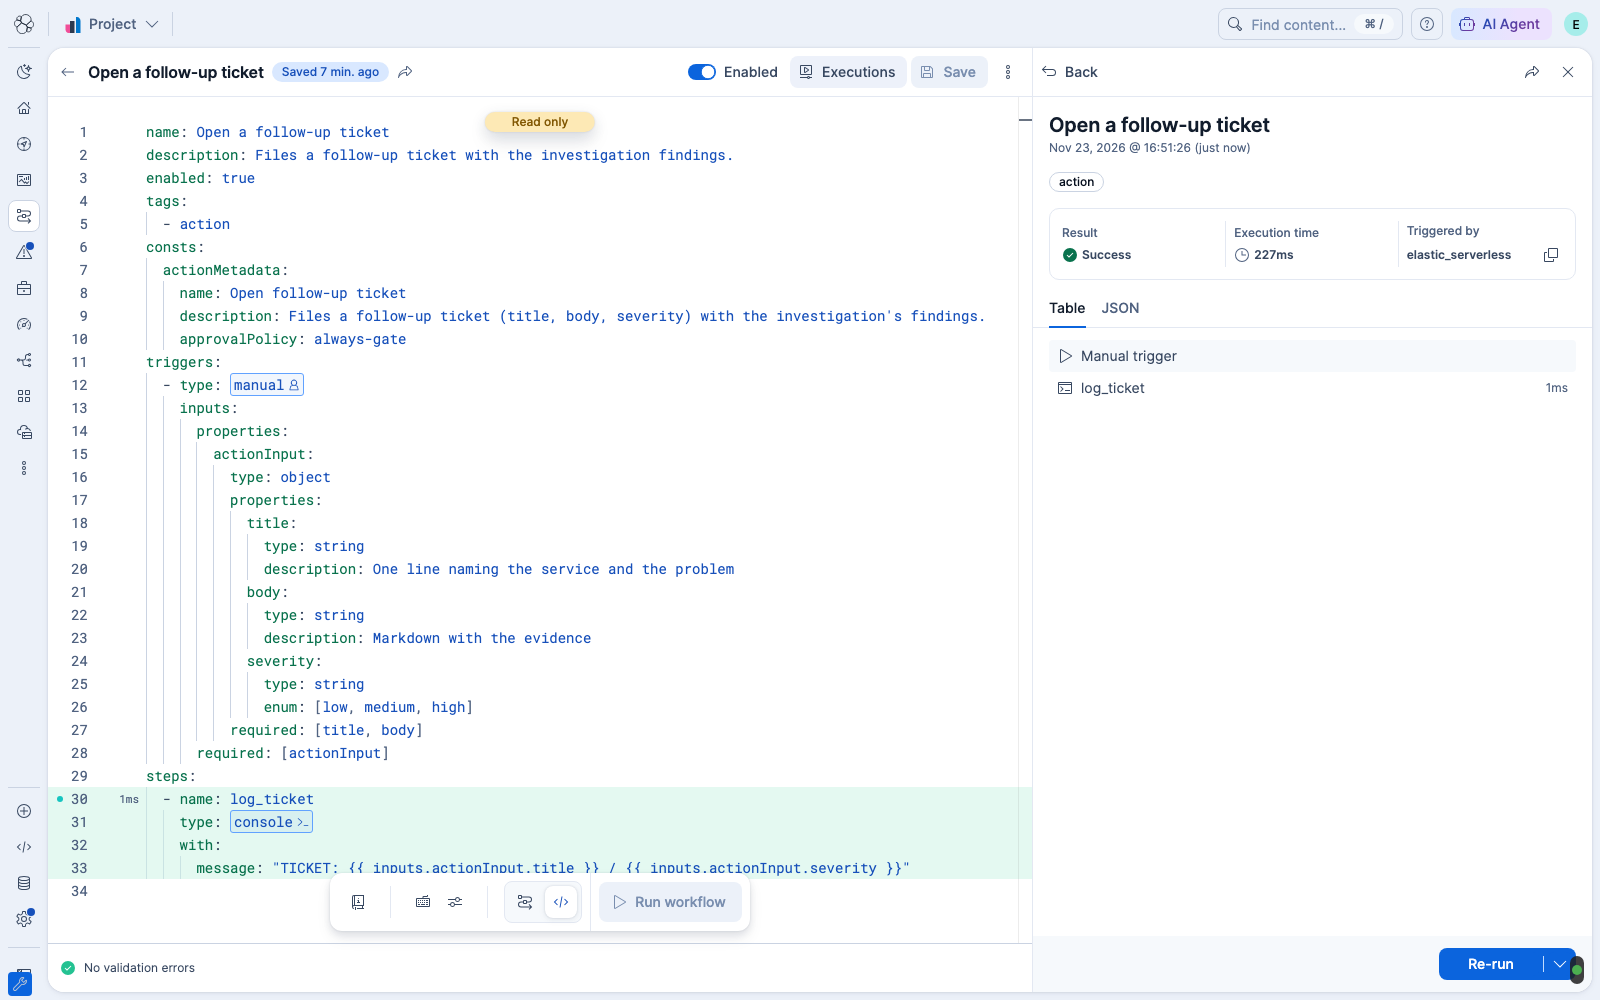 Project
Find content...
⌘ /
AI Agent
E
Open a follow-up ticket
Saved 7 min. ago
Enabled
Executions
Save
Back
Read only
1 name: Open a follow-up ticket
2 description: Files a follow-up ticket with the investigation findings.
3 enabled: true
4 tags:
5 - action
6 consts:
7 actionMetadata:
8 name: Open follow-up ticket
9 description: Files a follow-up ticket (title, body, severity) with the investigation's findings.
10 approvalPolicy: always-gate
11 triggers:
12 - type: manual
13 inputs:
14 properties:
15 actionInput:
16 type: object
17 properties:
18 title:
19 type: string
20 description: One line naming the service and the problem
21 body:
22 type: string
23 description: Markdown with the evidence
24 severity:
25 type: string
26 enum: [low, medium, high]
27 required: [title, body]
28 required: [actionInput]
29 steps:
30 1ms - name: log_ticket
31 type: console
32 with:
33 message: "TICKET: {{ inputs.actionInput.title }} / {{ inputs.actionInput.severity }}"
34
Run workflow
No validation errors
Open a follow-up ticket
Nov 23, 2026 @ 16:51:26 (just now)
action
Result
Success
Execution time
227ms
Triggered by
elastic_serverless
Table
JSON
Manual trigger
log_ticket 1ms
Re-run